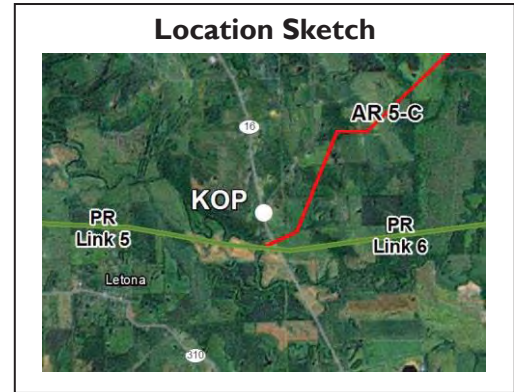 Location Sketch
16
AR 5-C
KOP
PR
Link 5
PR
Link 6
Letona
310